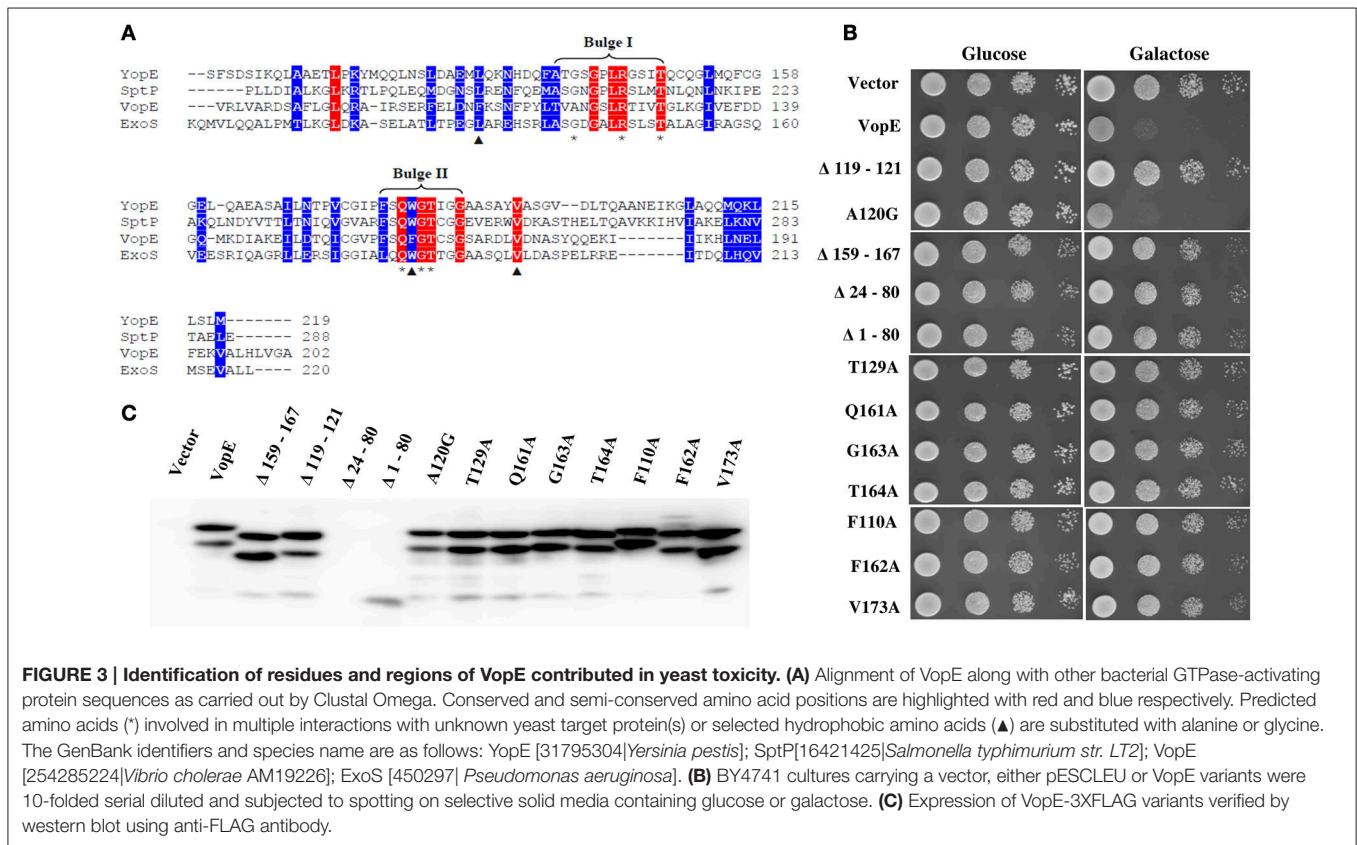 A
Bulge I
YopE --SFSDSIKQLAAETLPKYMQQLNSLDAEMLQKNHDQFATGSGPLRGSITQCQGLMQFCG 158
SptP ----PLLDIALKGLKRTLPQLEQMDGNSLRENFQEMASGNGPLRSLMTNLQNLNKIPE 223
VopE ---VRLVARDSAFLGLQRA-IRSERFELDNFKSNFPYLTVANGSLRTIVTGLKGIVEFDD 139
ExoS KQMVLQQALPMTLKGLDKA-SELATLTPEGLAREHSRLASGDGALRSLSTALAGIRAGSQ 160
▲ * * *
Bulge II
YopE GEL-QAEASAILNTPVCGIPFSQWGTIGGAASAYVASGV--DLTQAANEIKGLAQQMQKL 215
SptP AKQLNDYVTTLTNIQVGVARFSQWGTCGGEVERWVDKASTHELTQAVKKIHVIAKELKNV 283
VopE GQ-MKDIAKEILDTQICGVPFSQFGTCSGSARDLVDNASYQQEKI-------IIKHLNEL 191
ExoS VEESRIQAGRLLERSIGGIALQQWGTTGGAASQLVLDASPELRRE-------ITDQLHQV 213
*▲** ▲
YopE LSLM------- 219
SptP TAELE------ 288
VopE FEKVALHLVGA 202
ExoS MSEVALL---- 220
B
Glucose Galactose
Vector
VopE
Δ 119 - 121
A120G
Δ 159 - 167
Δ 24 - 80
Δ 1 - 80
T129A
Q161A
G163A
T164A
F110A
F162A
V173A
C
Vector VopE Δ 159 - 167 Δ 119 - 121 Δ 24 - 80 Δ 1 - 80 A120G T129A Q161A G163A T164A F110A F162A V173A
FIGURE 3 | Identification of residues and regions of VopE contributed in yeast toxicity. (A) Alignment of VopE along with other bacterial GTPase-activating
protein sequences as carried out by Clustal Omega. Conserved and semi-conserved amino acid positions are highlighted with red and blue respectively. Predicted
amino acids (*) involved in multiple interactions with unknown yeast target protein(s) or selected hydrophobic amino acids (▲) are substituted with alanine or glycine.
The GenBank identifiers and species name are as follows: YopE [31795304|Yersinia pestis]; SptP[16421425|Salmonella typhimurium str. LT2]; VopE
[254285224|Vibrio cholerae AM19226]; ExoS [450297| Pseudomonas aeruginosa]. (B) BY4741 cultures carrying a vector, either pESCLEU or VopE variants were
10-folded serial diluted and subjected to spotting on selective solid media containing glucose or galactose. (C) Expression of VopE-3XFLAG variants verified by
western blot using anti-FLAG antibody.